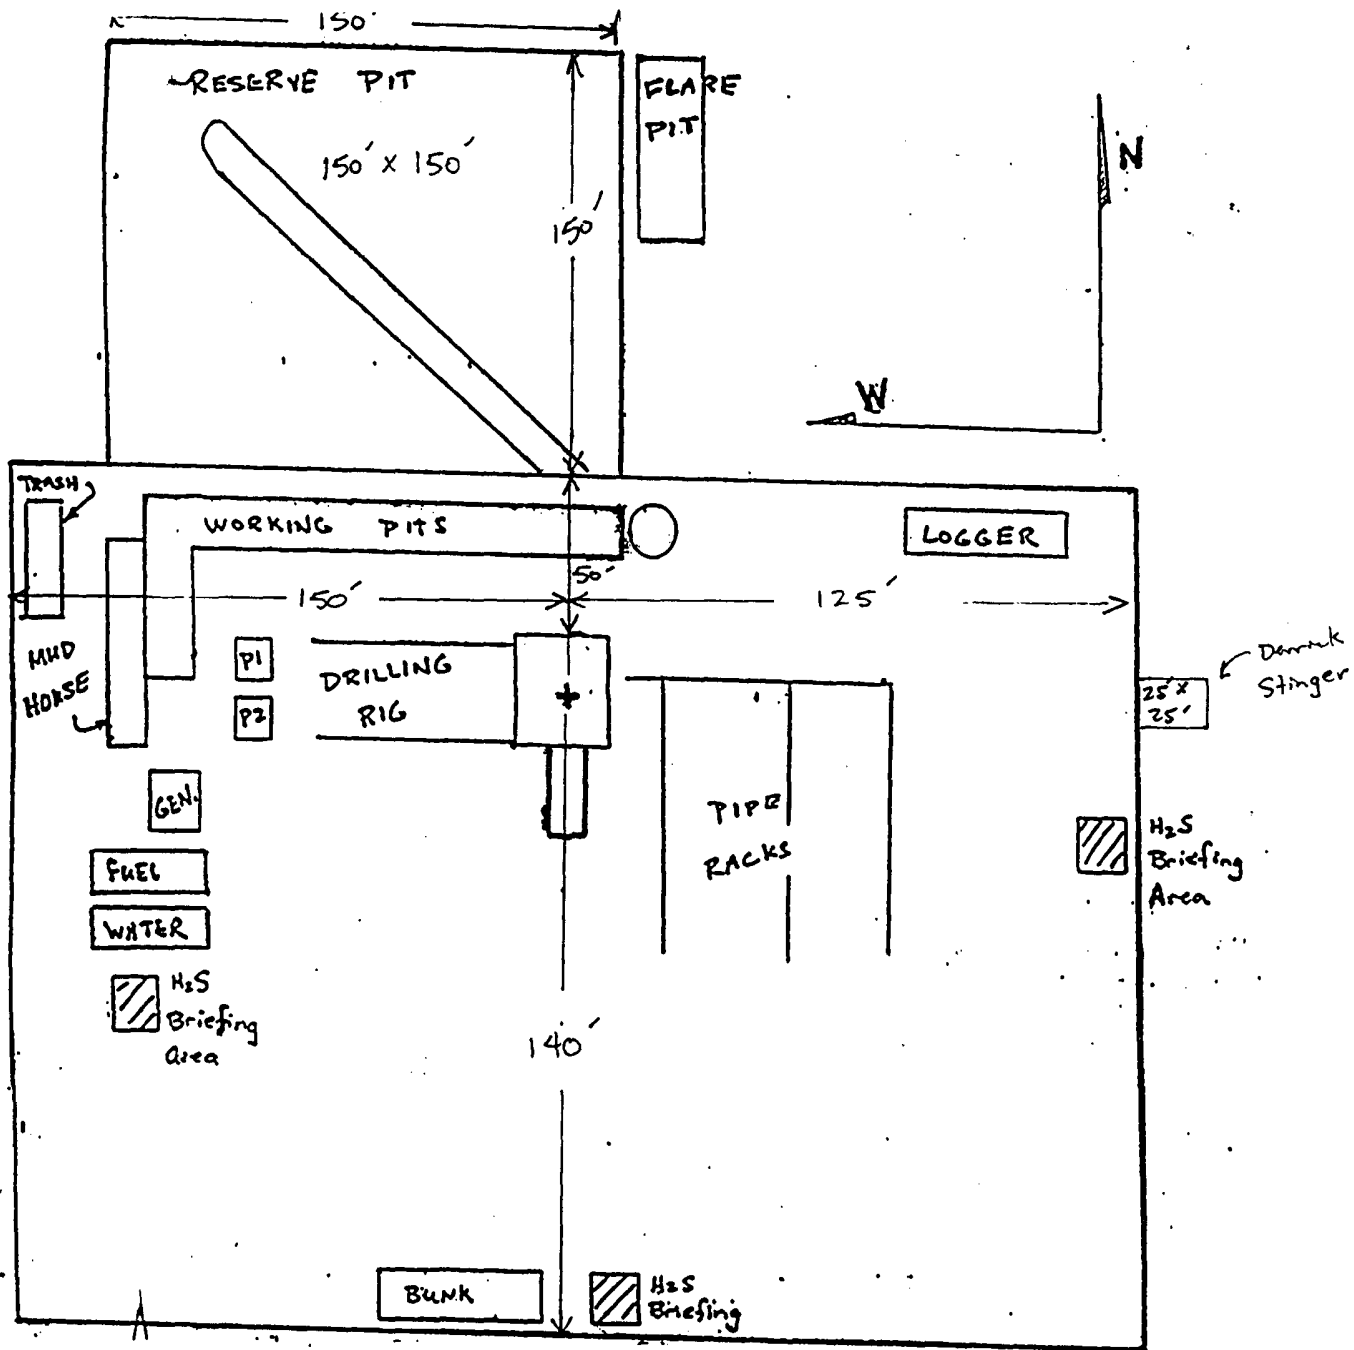 150'
RESERVE PIT
150' X 150'
150'
FLARE
PIT
N
W
TRASH
WORKING PITS
LOGGER
50'
150'
125'
MUD
HOUSE
P1
P2
DRILLING
RIG
25' X
25'
Derrick
Stinger
GEN.
PIPE
RACKS
H2S
Briefing
Area
FUEL
WATER
H2S
Briefing
Area
140'
BUNK
H2S
Briefing